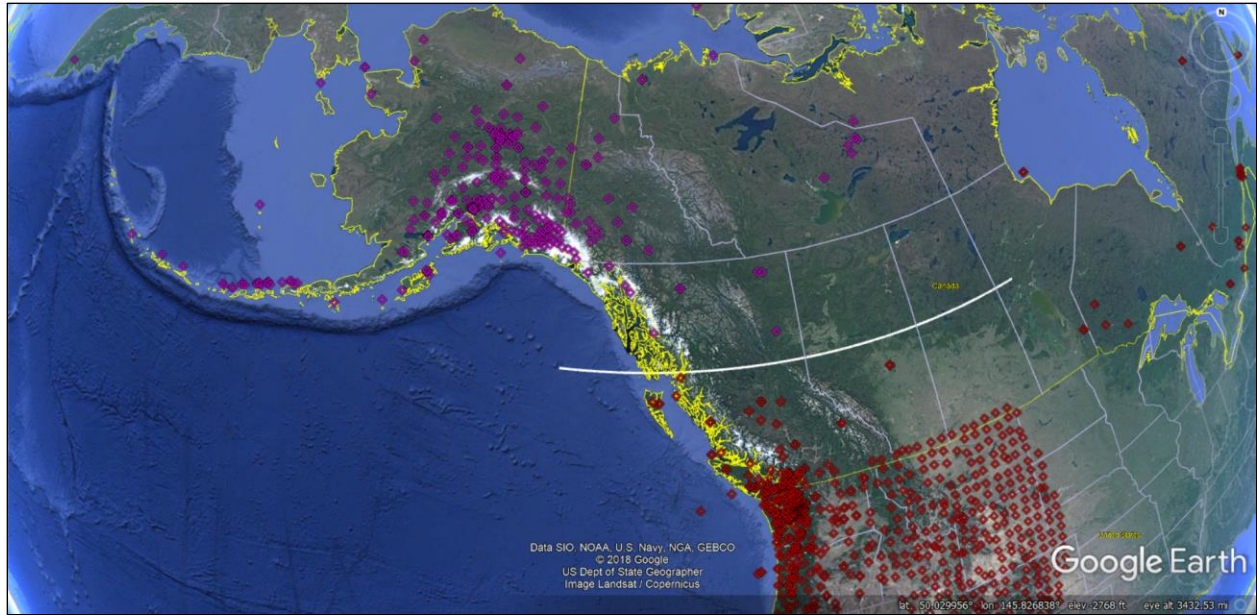 N
Canada
Data SIO, NOAA, U.S. Navy, NGA, GEBCO
© 2018 Google
US Dept of State Geographer
Image Landsat / Copernicus
Google Earth
lat 50.029956° lon 145.826838° elev -2768 ft eye alt 3432.53 mi